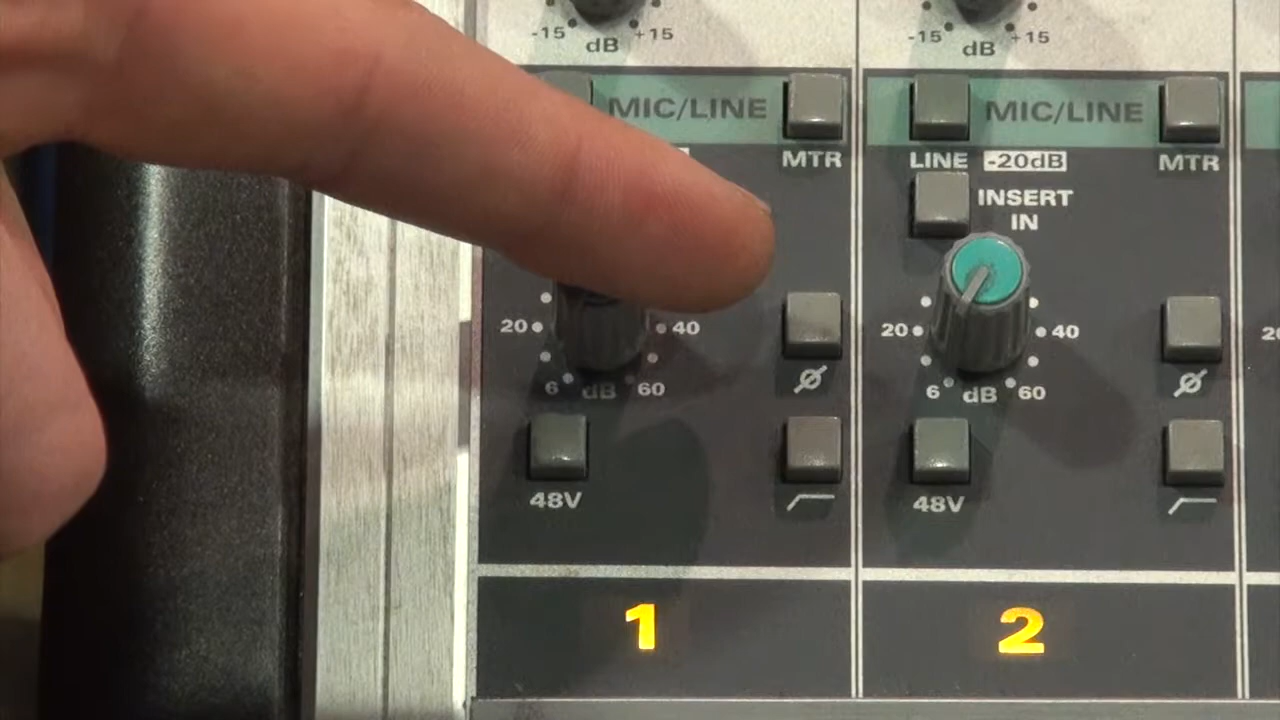 -15 +15
dB
-15 +15
dB
MIC/LINE
MTR
20 40
6 dB 60
Ø
48V
1
MIC/LINE
LINE -20dB MTR
INSERT
IN
20 40
6 dB 60
Ø
48V
2